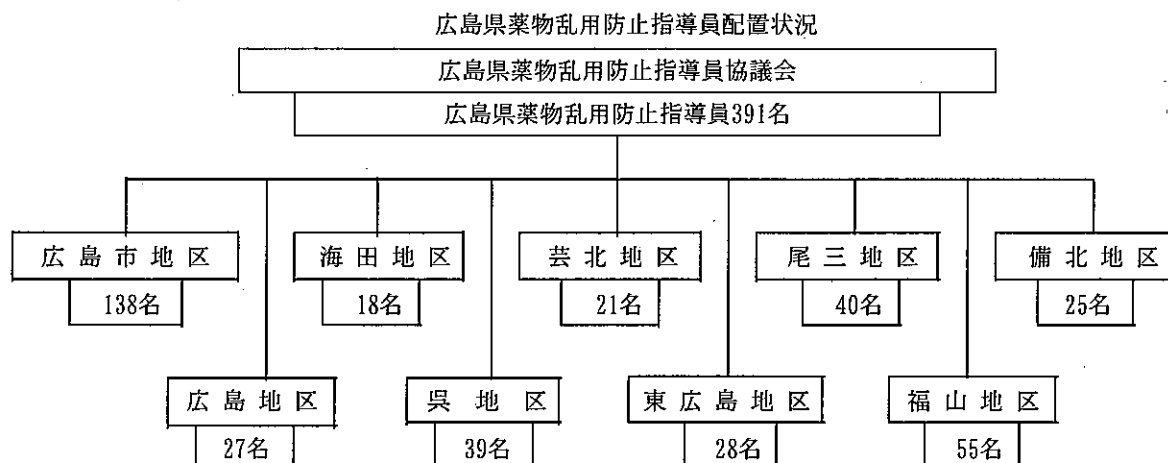 広島県薬物乱用防止指導員配置状況
広島県薬物乱用防止指導員協議会
広島県薬物乱用防止指導員391名
広島市地区
海田地区
芸北地区
尾三地区
備北地区
138名
18名
21名
40名
25名
広島地区
呉地区
東広島地区
福山地区
27名
39名
28名
55名